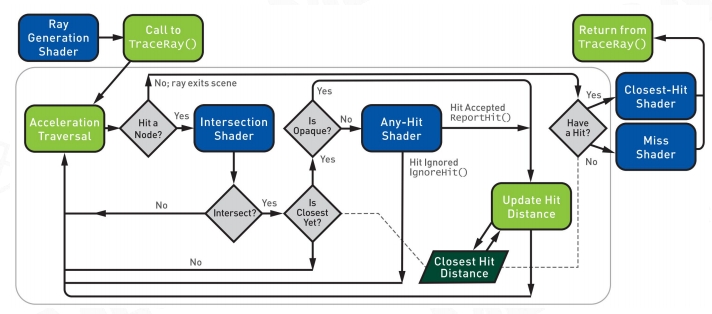 Ray
Generation
Shader
Call to
TraceRay()
Return from
TraceRay()
No; ray exits scene
Acceleration
Traversal
Hit a
Node?
Yes
Intersection
Shader
Yes
Is
Opaque?
No
Any-Hit
Shader
Hit Accepted
ReportHit()
Hit Ignored
IgnoreHit()
Have
a Hit?
Yes
No
Closest-Hit
Shader
Miss
Shader
Yes
No
Intersect?
Yes
Is
Closest
Yet?
No
Update Hit
Distance
Closest Hit
Distance